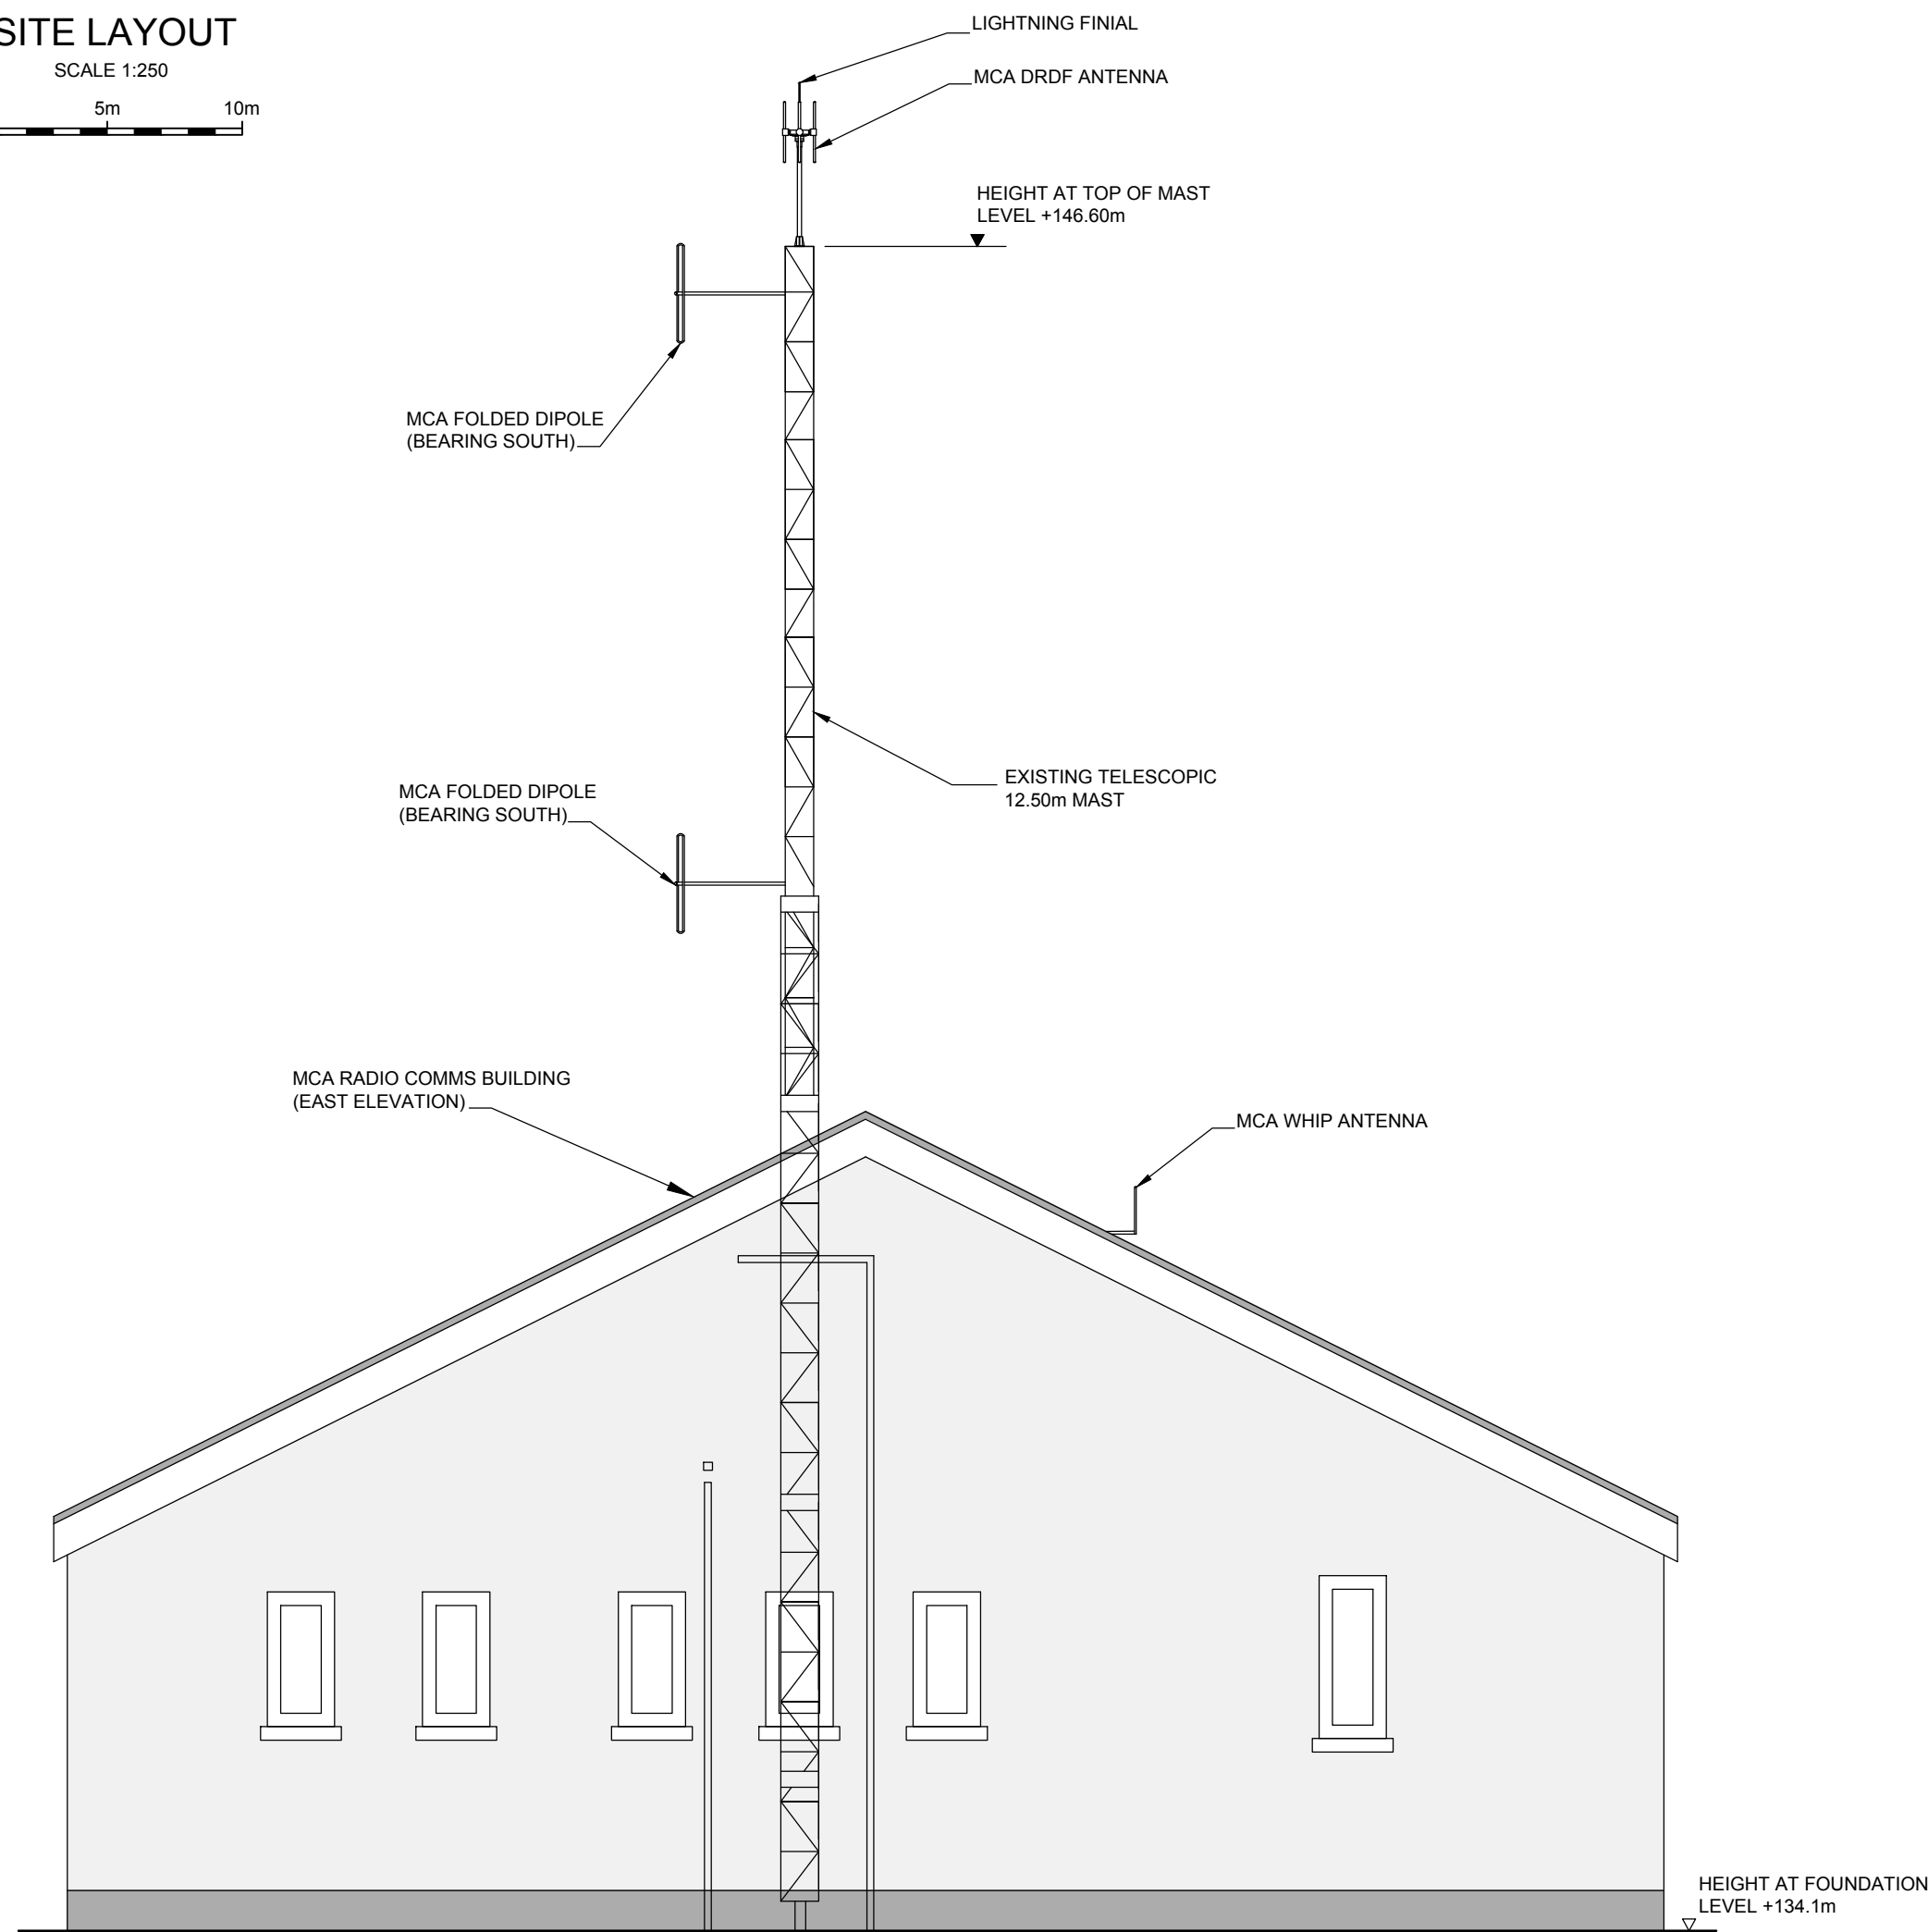 SITE LAYOUT
SCALE 1:250
5m 10m
LIGHTNING FINIAL
MCA DRDF ANTENNA
HEIGHT AT TOP OF MAST
LEVEL +146.60m
MCA FOLDED DIPOLE
(BEARING SOUTH)
EXISTING TELESCOPIC
12.50m MAST
MCA FOLDED DIPOLE
(BEARING SOUTH)
MCA RADIO COMMS BUILDING
(EAST ELEVATION)
MCA WHIP ANTENNA
HEIGHT AT FOUNDATION
LEVEL +134.1m